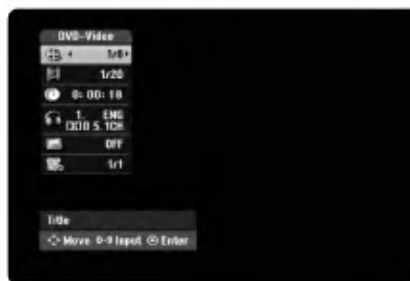 DVD-Video
1/6
1/20
0: 00: 18
1. ENG
5.1CH
OFF
1/1
Title
Move 0-9 Input Enter